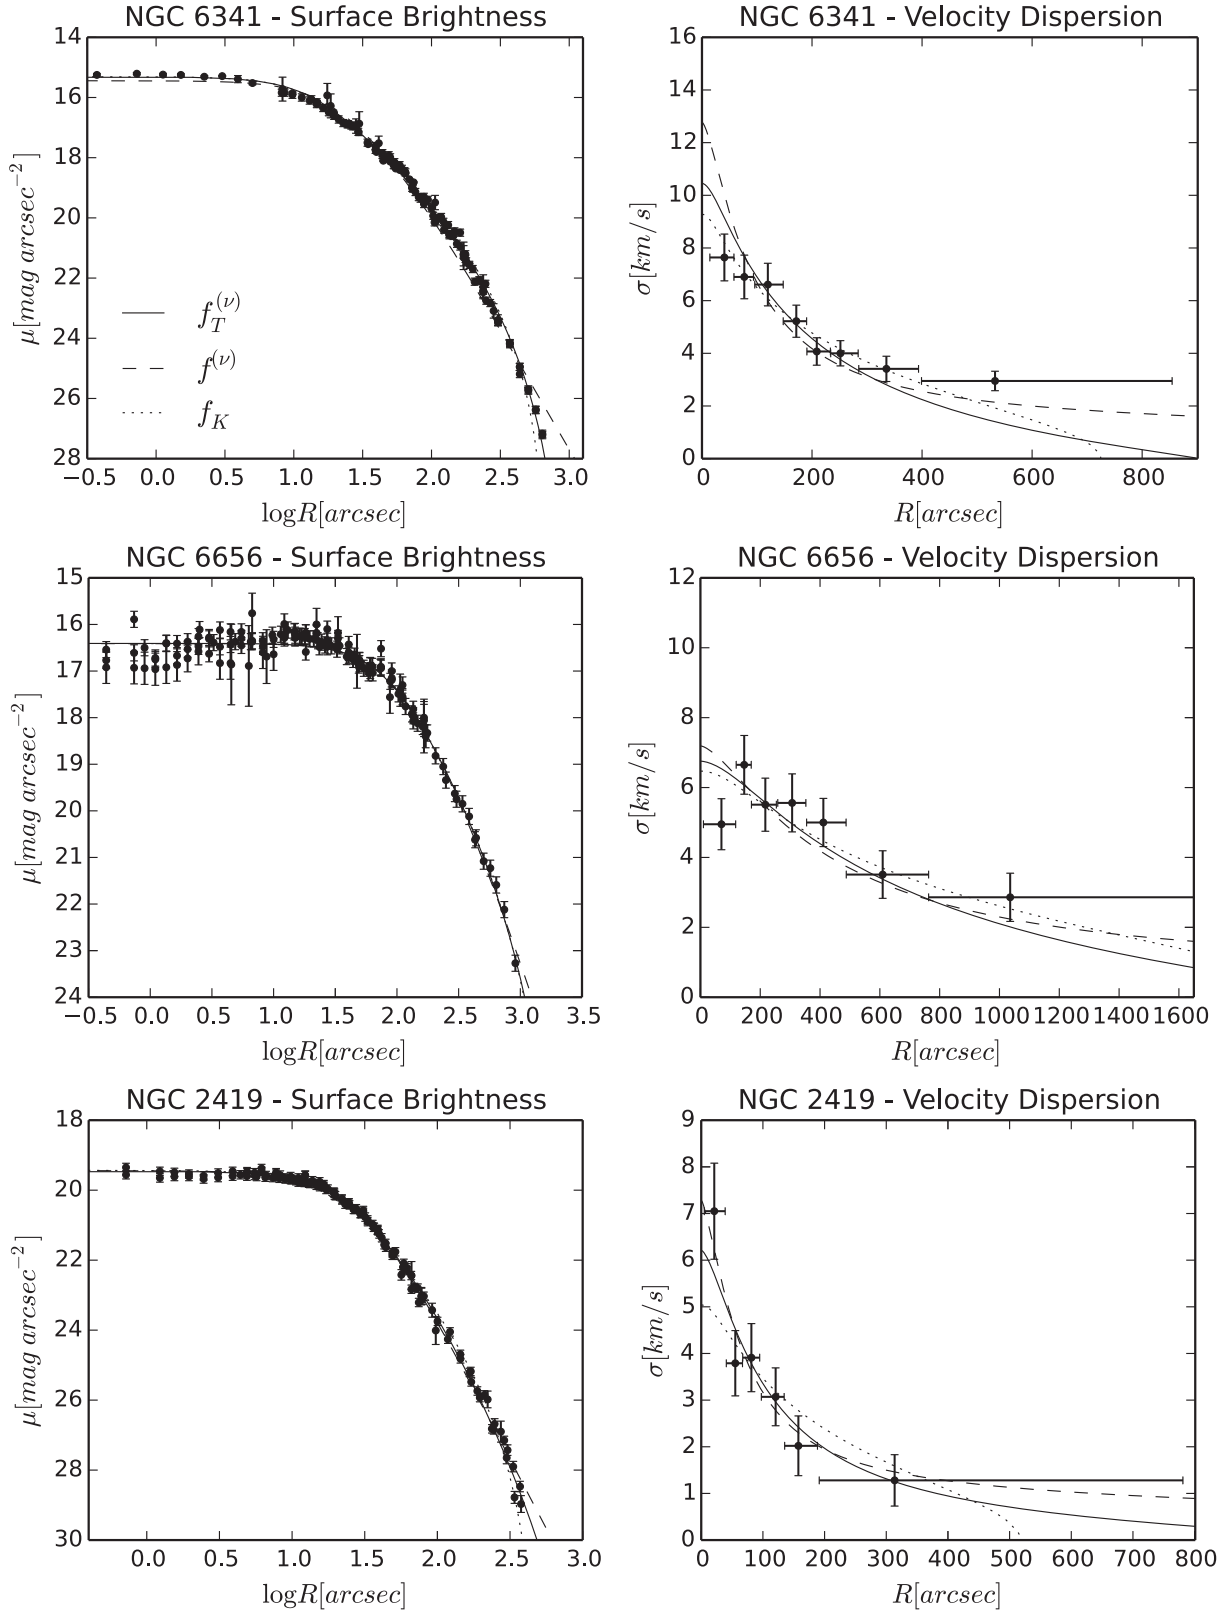 NGC 6341 - Surface Brightness
14
16
18
20
22
24
26
28
μ[mag arcsec⁻²]
f_T^(ν)
f^(ν)
f_K
−0.5 0.0 0.5 1.0 1.5 2.0 2.5 3.0
logR[arcsec]
NGC 6341 - Velocity Dispersion
16
14
12
10
8
6
4
2
0
σ[km/s]
0 200 400 600 800
R[arcsec]
NGC 6656 - Surface Brightness
15
16
17
18
19
20
21
22
23
24
μ[mag arcsec⁻²]
−0.5 0.0 0.5 1.0 1.5 2.0 2.5 3.0 3.5
logR[arcsec]
NGC 6656 - Velocity Dispersion
12
10
8
6
4
2
0
σ[km/s]
0 200 400 600 800 1000 1200 1400 1600
R[arcsec]
NGC 2419 - Surface Brightness
18
20
22
24
26
28
30
μ[mag arcsec⁻²]
0.0 0.5 1.0 1.5 2.0 2.5 3.0
logR[arcsec]
NGC 2419 - Velocity Dispersion
9
8
7
6
5
4
3
2
1
0
σ[km/s]
0 100 200 300 400 500 600 700 800
R[arcsec]